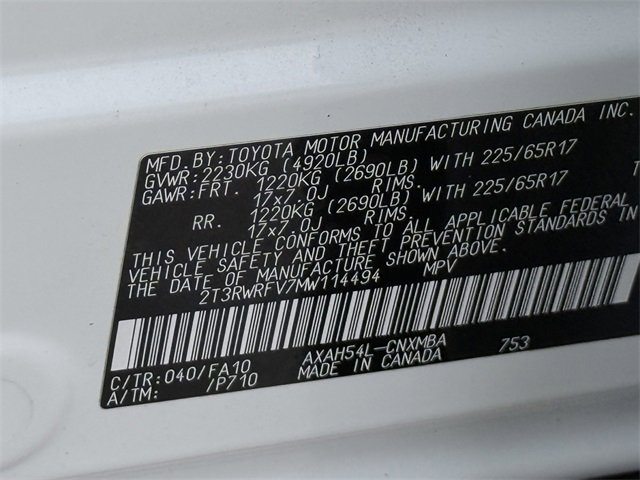 MFD.BY: TOYOTA MOTOR MANUFACTURING CANADA INC.
GVWR: 2230KG (4920LB)
GAWR: FRT. 1220KG (2690LB) WITH 225/65R17
17x7.0J RIMS.
RR. 1220KG (2690LB) WITH 225/65R17
17x7.0J RIMS.
THIS VEHICLE CONFORMS TO ALL APPLICABLE FEDERAL
VEHICLE SAFETY AND THEFT PREVENTION STANDARDS IN
THE DATE OF MANUFACTURE SHOWN ABOVE.
2T3RWRFV7MW114494 MPV
C/TR: 040/FA10 AXAH54L-CNXMBA 753
A/TM: /P710 MADE IN CANADA